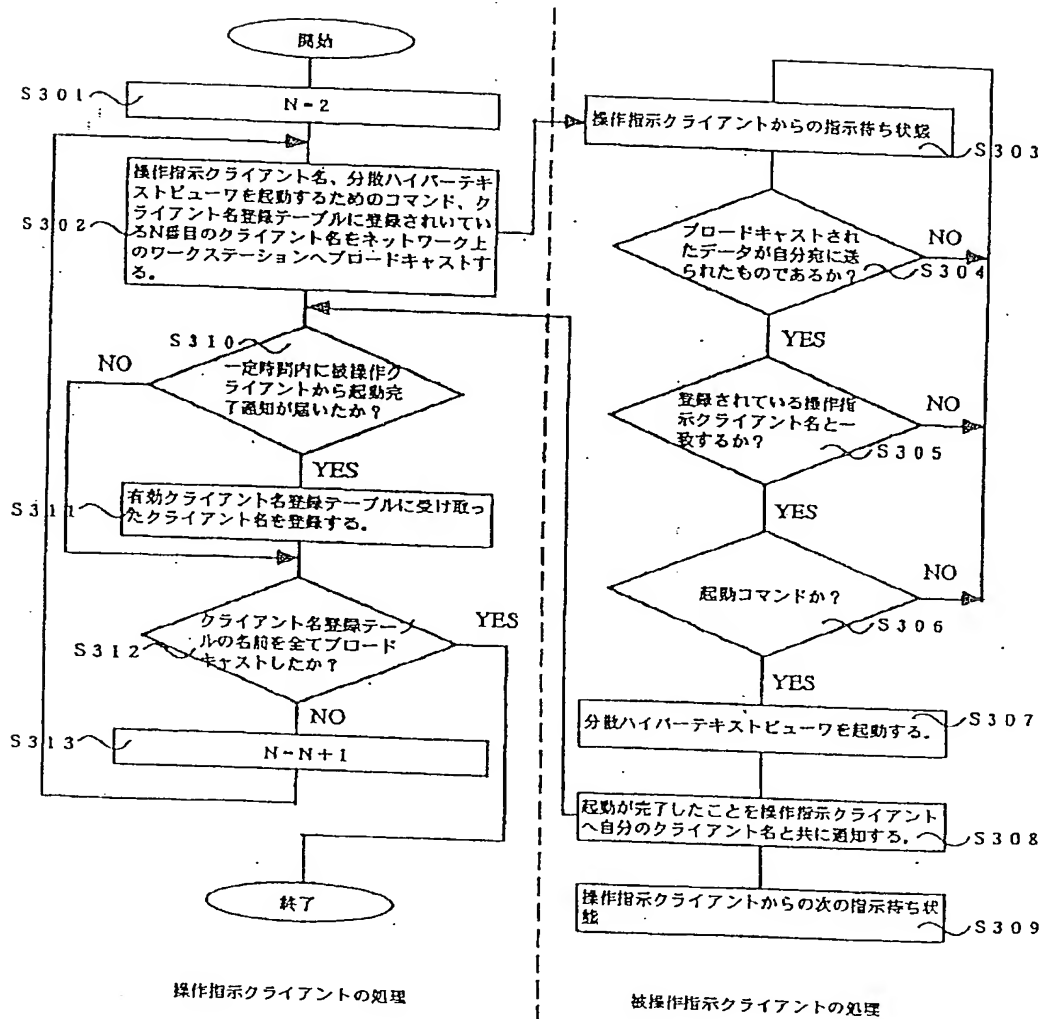 開始
S301
N=2
S302
操作指示クライアント名、分散ハイパーテキ
ストビューワを起動するためのコマンド、ク
ライアント名登録テーブルに登録されいてい
るN番目のクライアント名をネットワーク上
のワークステーションへブロードキャストす
る。
S310
一定時間内に被操作ク
ライアントから起動完
了通知が届いたか?
NO
YES
S311
有効クライアント名登録テーブルに受け取っ
たクライアント名を登録する。
S312
クライアント名登録テーブ
ルの名前を全てブロード
キャストしたか?
YES
NO
S313
N=N+1
終了
操作指示クライアントの処理
操作指示クライアントからの指示待ち状態
S303
ブロードキャストされ
たデータが自分宛に送
られたものであるか?
NO
S304
YES
登録されている操作指
示クライアント名と一
致するか?
NO
S305
YES
起動コマンドか?
NO
S306
YES
分散ハイパーテキストビューワを起動する。
S307
起動が完了したことを操作指示クライアント
へ自分のクライアント名と共に通知する。
S308
操作指示クライアントからの次の指示待ち状
態
S309
被操作指示クライアントの処理